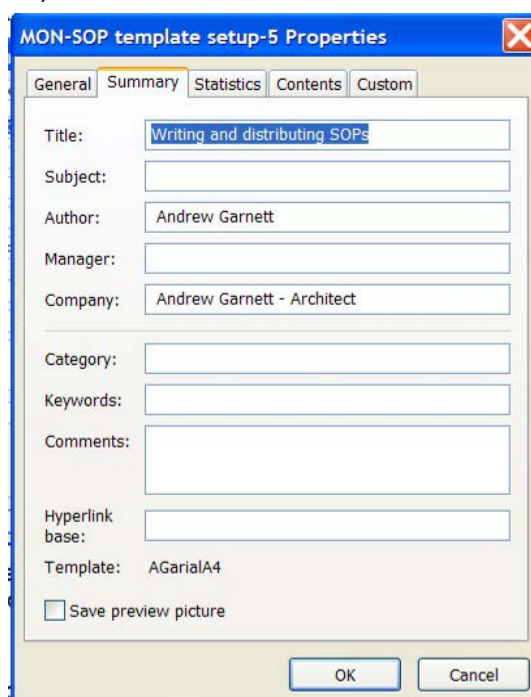 MON-SOP template setup-5 Properties
General Summary Statistics Contents Custom
Title: Writing and distributing SOPs
Subject:
Author: Andrew Garnett
Manager:
Company: Andrew Garnett - Architect
Category:
Keywords:
Comments:
Hyperlink
base:
Template: AGarialA4
Save preview picture
OK Cancel